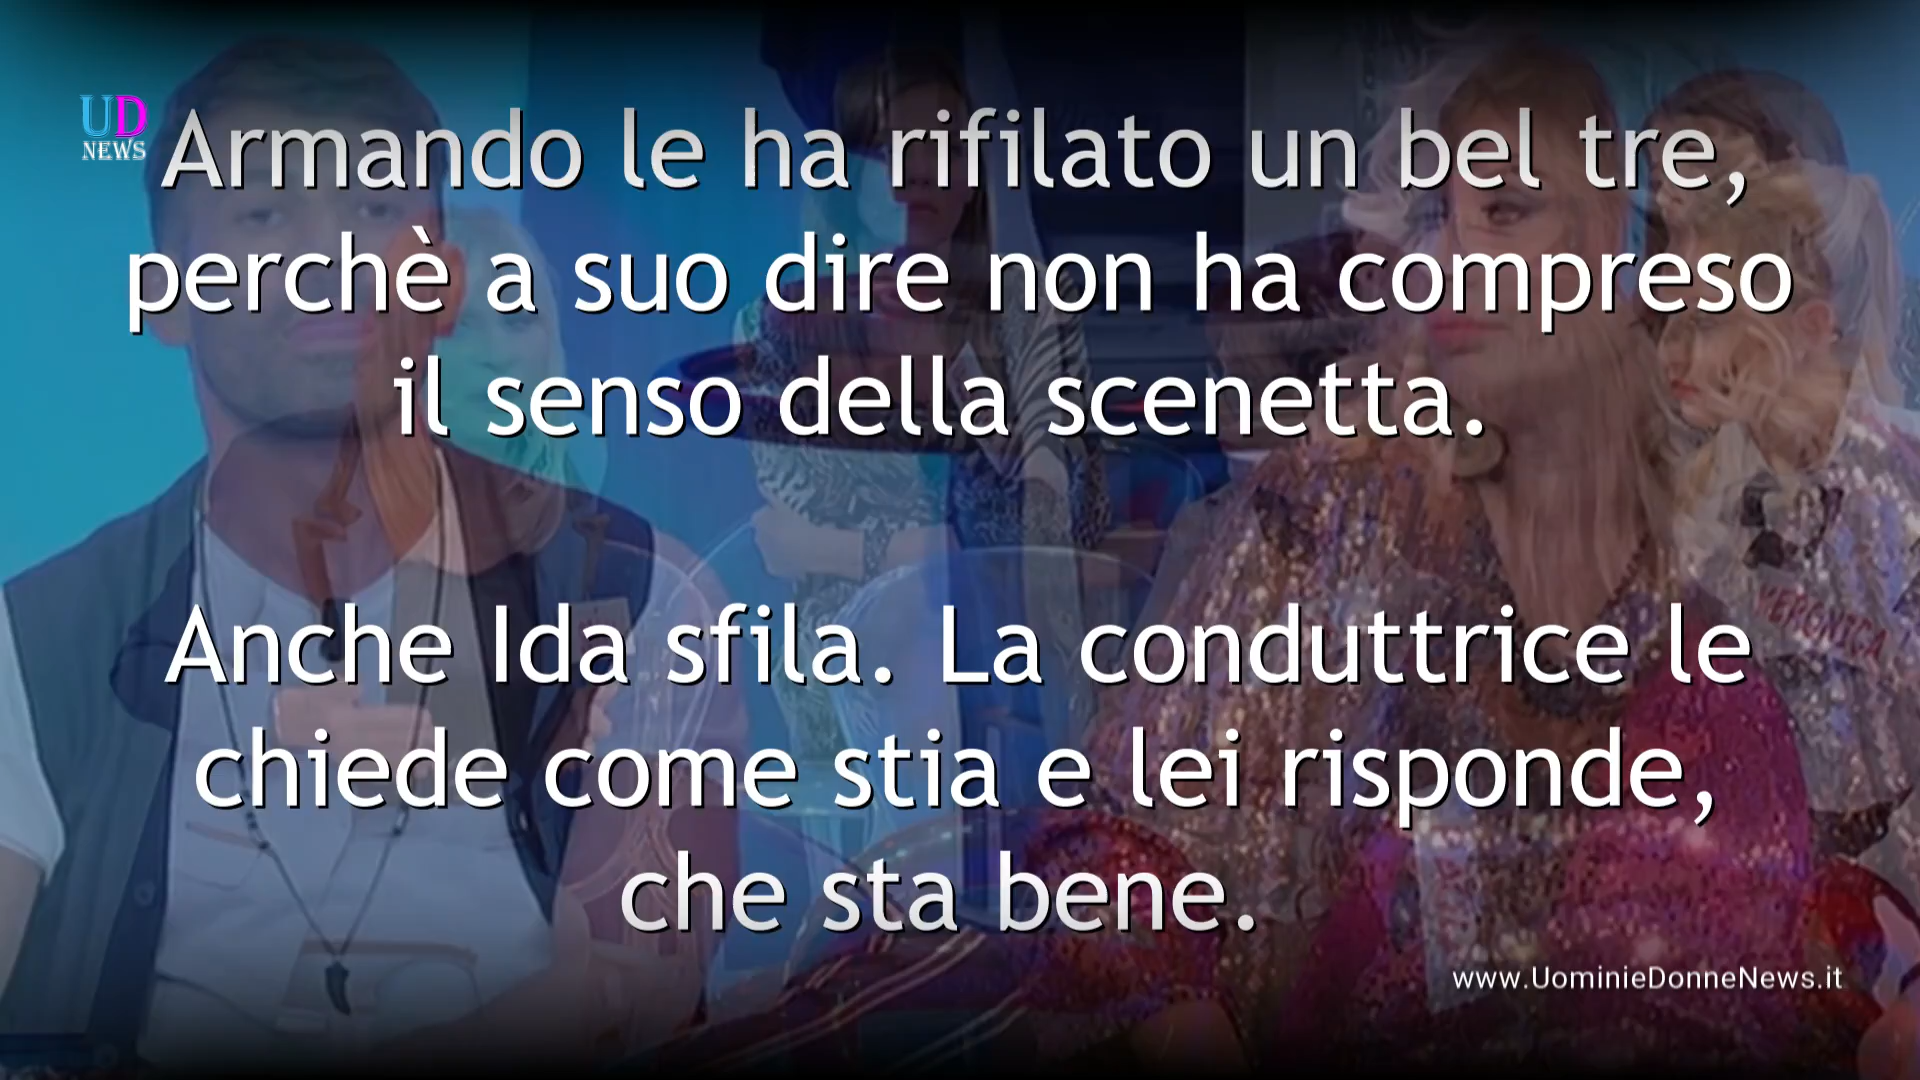 UD
NEWS
Armando le ha rifilato un bel tre,
perchè a suo dire non ha compreso
il senso della scenetta.
Anche Ida sfila. La conduttrice le
chiede come stia e lei risponde,
che sta bene.
VERONICA
www.UominieDonneNews.it